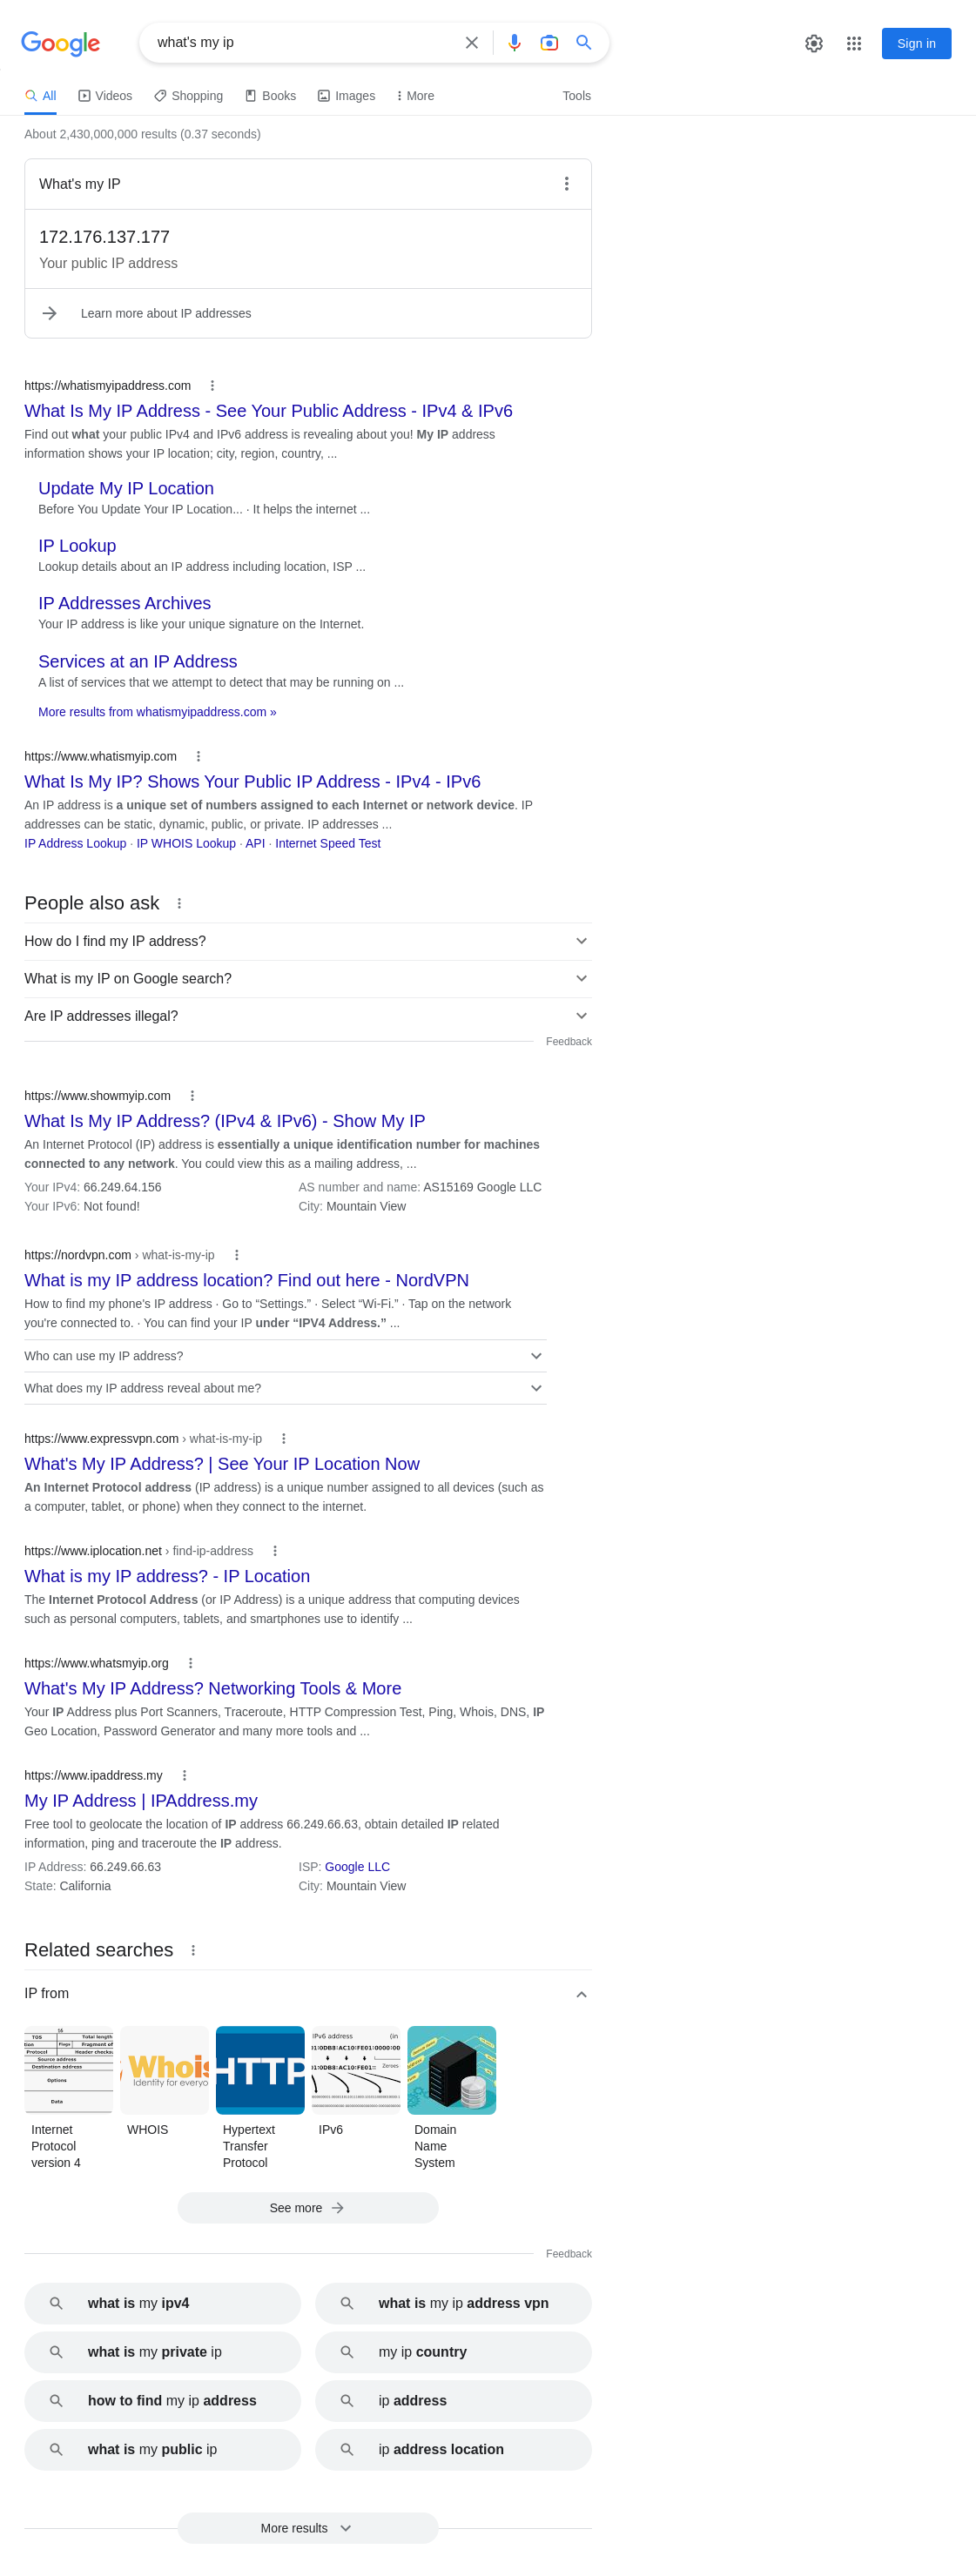 Google
what's my ip
Sign in
All
Videos
Shopping
Books
Images
More
Tools
About 2,430,000,000 results (0.37 seconds)
What's my IP
172.176.137.177
Your public IP address
Learn more about IP addresses
https://whatismyipaddress.com
What Is My IP Address - See Your Public Address - IPv4 & IPv6
Find out what your public IPv4 and IPv6 address is revealing about you! My IP address
information shows your IP location; city, region, country, ...
Update My IP Location
Before You Update Your IP Location... · It helps the internet ...
IP Lookup
Lookup details about an IP address including location, ISP ...
IP Addresses Archives
Your IP address is like your unique signature on the Internet.
Services at an IP Address
A list of services that we attempt to detect that may be running on ...
More results from whatismyipaddress.com »
https://www.whatismyip.com
What Is My IP? Shows Your Public IP Address - IPv4 - IPv6
An IP address is a unique set of numbers assigned to each Internet or network device. IP
addresses can be static, dynamic, public, or private. IP addresses ...
IP Address Lookup · IP WHOIS Lookup · API · Internet Speed Test
People also ask
How do I find my IP address?
What is my IP on Google search?
Are IP addresses illegal?
Feedback
https://www.showmyip.com
What Is My IP Address? (IPv4 & IPv6) - Show My IP
An Internet Protocol (IP) address is essentially a unique identification number for machines
connected to any network. You could view this as a mailing address, ...
Your IPv4: 66.249.64.156
AS number and name: AS15169 Google LLC
Your IPv6: Not found!
City: Mountain View
https://nordvpn.com › what-is-my-ip
What is my IP address location? Find out here - NordVPN
How to find my phone's IP address · Go to “Settings.” · Select “Wi-Fi.” · Tap on the network
you're connected to. · You can find your IP under “IPV4 Address.” ...
Who can use my IP address?
What does my IP address reveal about me?
https://www.expressvpn.com › what-is-my-ip
What's My IP Address? | See Your IP Location Now
An Internet Protocol address (IP address) is a unique number assigned to all devices (such as
a computer, tablet, or phone) when they connect to the internet.
https://www.iplocation.net › find-ip-address
What is my IP address? - IP Location
The Internet Protocol Address (or IP Address) is a unique address that computing devices
such as personal computers, tablets, and smartphones use to identify ...
https://www.whatsmyip.org
What's My IP Address? Networking Tools & More
Your IP Address plus Port Scanners, Traceroute, HTTP Compression Test, Ping, Whois, DNS, IP
Geo Location, Password Generator and many more tools and ...
https://www.ipaddress.my
My IP Address | IPAddress.my
Free tool to geolocate the location of IP address 66.249.66.63, obtain detailed IP related
information, ping and traceroute the IP address.
IP Address: 66.249.66.63
ISP: Google LLC
State: California
City: Mountain View
Related searches
IP from
16
TOS
Total length
Flags
Fragment of
Protocol
Header checksu
Source address
Destination address
Options
Data
Whois
Identity for everyo
HTTP
IPv6 address
(in
Zeroes
Internet
Protocol
version 4
WHOIS
Hypertext
Transfer
Protocol
IPv6
Domain
Name
System
See more
Feedback
what is my ipv4
what is my ip address vpn
what is my private ip
my ip country
how to find my ip address
ip address
what is my public ip
ip address location
More results